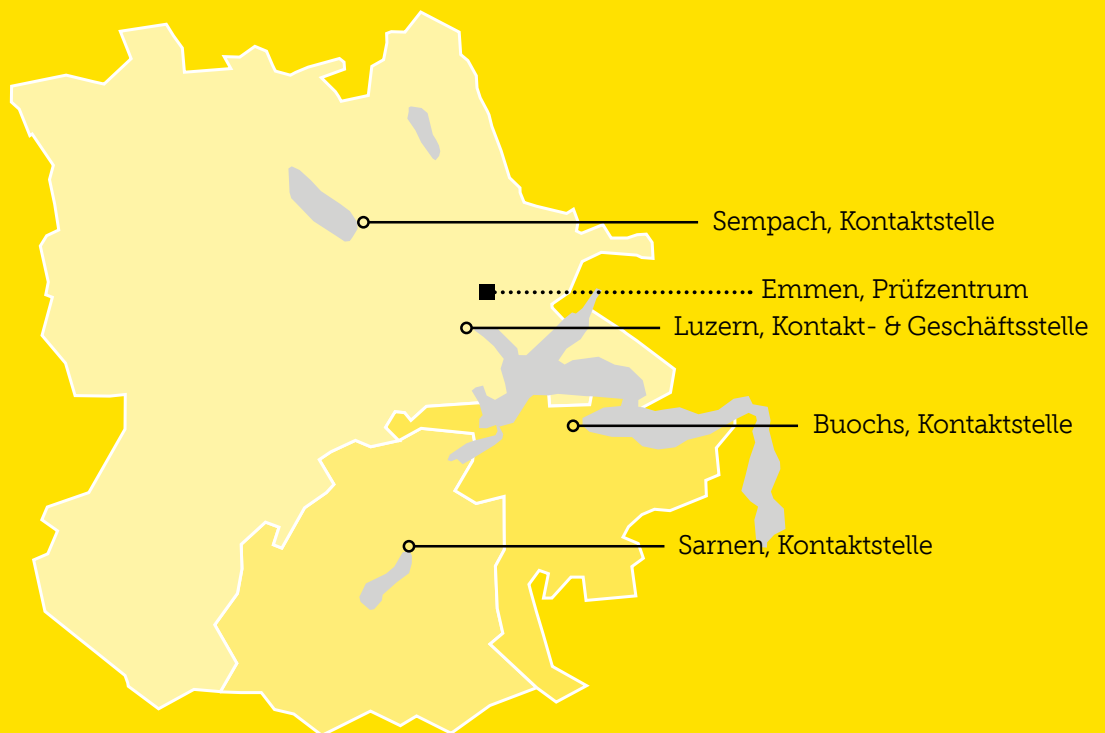 Sempach, Kontaktstelle
Emmen, Prüfzentrum
Luzern, Kontakt- & Geschäftsstelle
Buochs, Kontaktstelle
Sarnen, Kontaktstelle